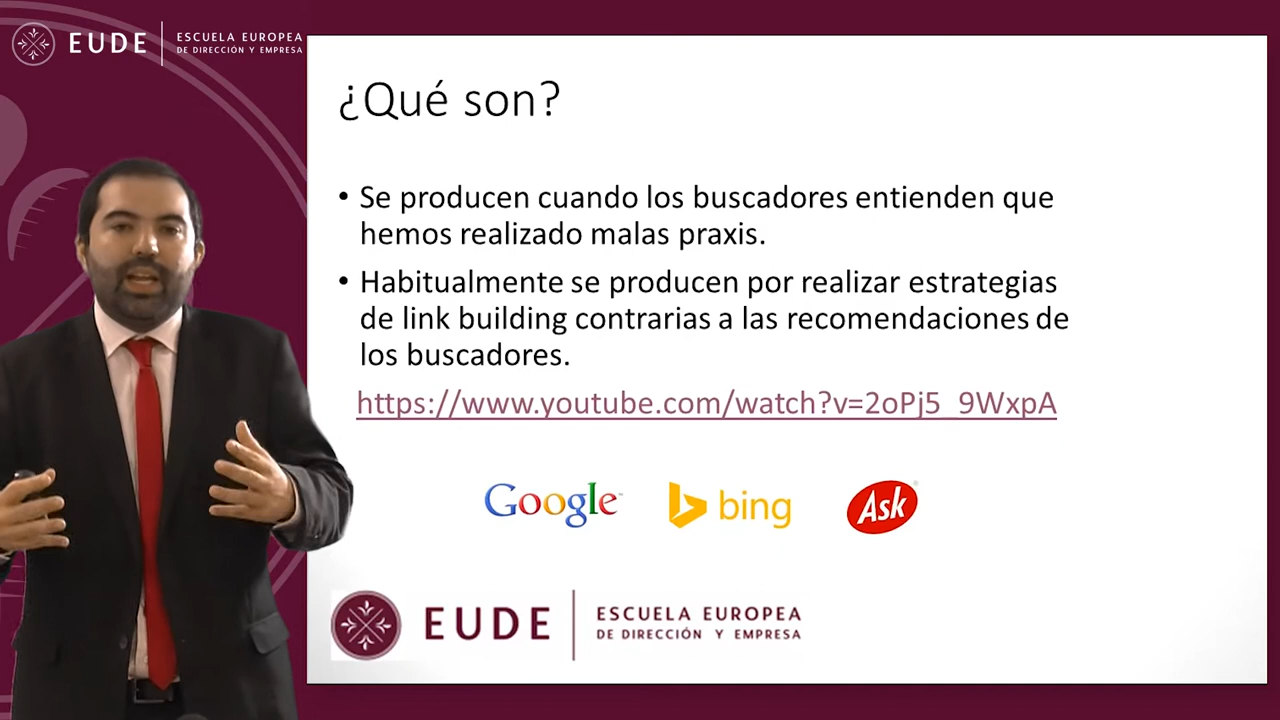 EUDE
ESCUELA EUROPEA
DE DIRECCIÓN Y EMPRESA
¿Qué son?
• Se producen cuando los buscadores entienden que
hemos realizado malas praxis.
• Habitualmente se producen por realizar estrategias
de link building contrarias a las recomendaciones de
los buscadores.
https://www.youtube.com/watch?v=2oPj5_9WxpA
Google bing Ask
EUDE
ESCUELA EUROPEA
DE DIRECCIÓN Y EMPRESA